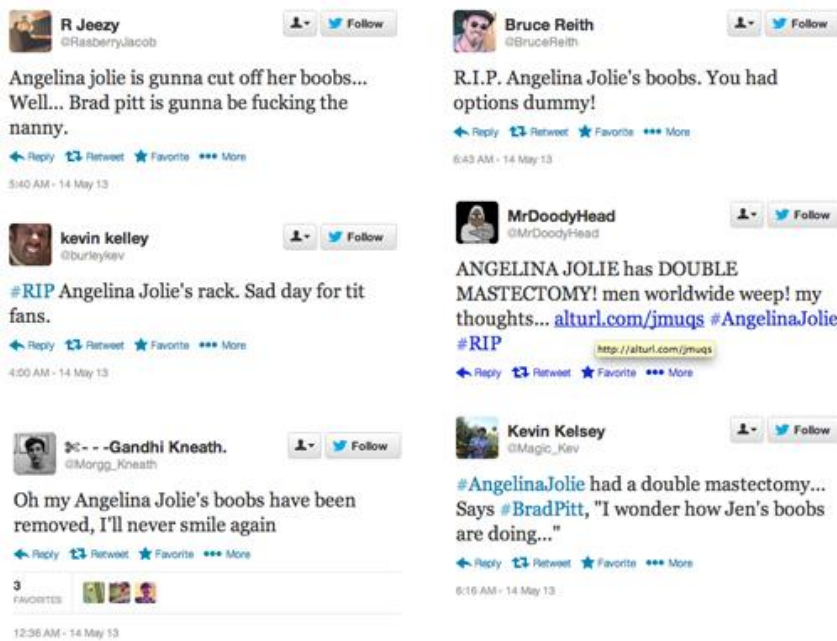 R Jeezy
@RasberryJacob
Follow
Angelina jolie is gunna cut off her boobs...
Well... Brad pitt is gunna be fucking the
nanny.
Reply Retweet Favorite More
5:40 AM - 14 May 13
kevin kelley
@burleykev
Follow
#RIP Angelina Jolie's rack. Sad day for tit
fans.
Reply Retweet Favorite More
4:00 AM - 14 May 13
✂- - -Gandhi Kneath.
@Morgg_Kneath
Follow
Oh my Angelina Jolie's boobs have been
removed, I'll never smile again
Reply Retweet Favorite More
3
FAVORITES
12:36 AM - 14 May 13
Bruce Reith
@BruceReith
Follow
R.I.P. Angelina Jolie's boobs. You had
options dummy!
Reply Retweet Favorite More
6:43 AM - 14 May 13
MrDoodyHead
@MrDoodyHead
Follow
ANGELINA JOLIE has DOUBLE
MASTECTOMY! men worldwide weep! my
thoughts... alturl.com/jmuqs #AngelinaJolie
#RIP
http://alturl.com/jmuqs
Reply Retweet Favorite More
Kevin Kelsey
@Magic_Kev
Follow
#AngelinaJolie had a double mastectomy...
Says #BradPitt, "I wonder how Jen's boobs
are doing..."
Reply Retweet Favorite More
6:16 AM - 14 May 13